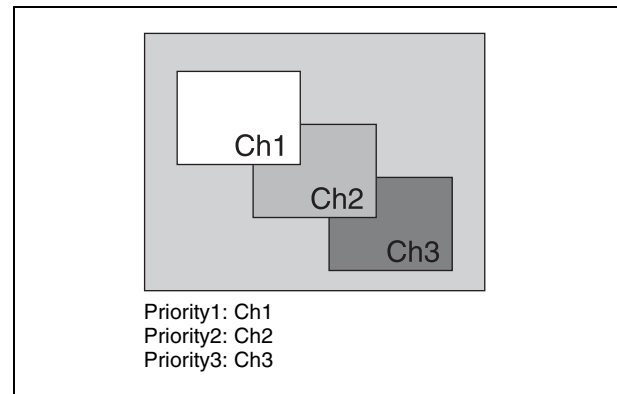 Ch1
Ch2
Ch3
Priority1: Ch1
Priority2: Ch2
Priority3: Ch3